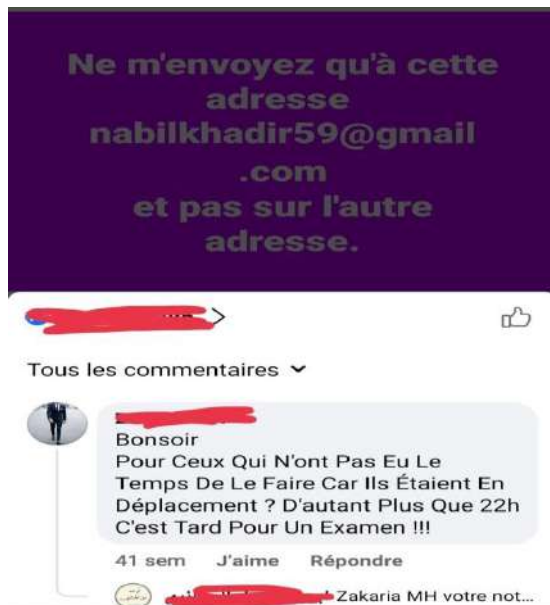 Ne m'envoyez qu'à cette
adresse
nabilkhadir59@gmail
.com
et pas sur l'autre
adresse.
Tous les commentaires
Bonsoir
Pour Ceux Qui N'ont Pas Eu Le
Temps De Le Faire Car Ils Étaient En
Déplacement ? D'autant Plus Que 22h
C'est Tard Pour Un Examen !!!
41 sem J'aime Répondre
Zakaria MH votre not...